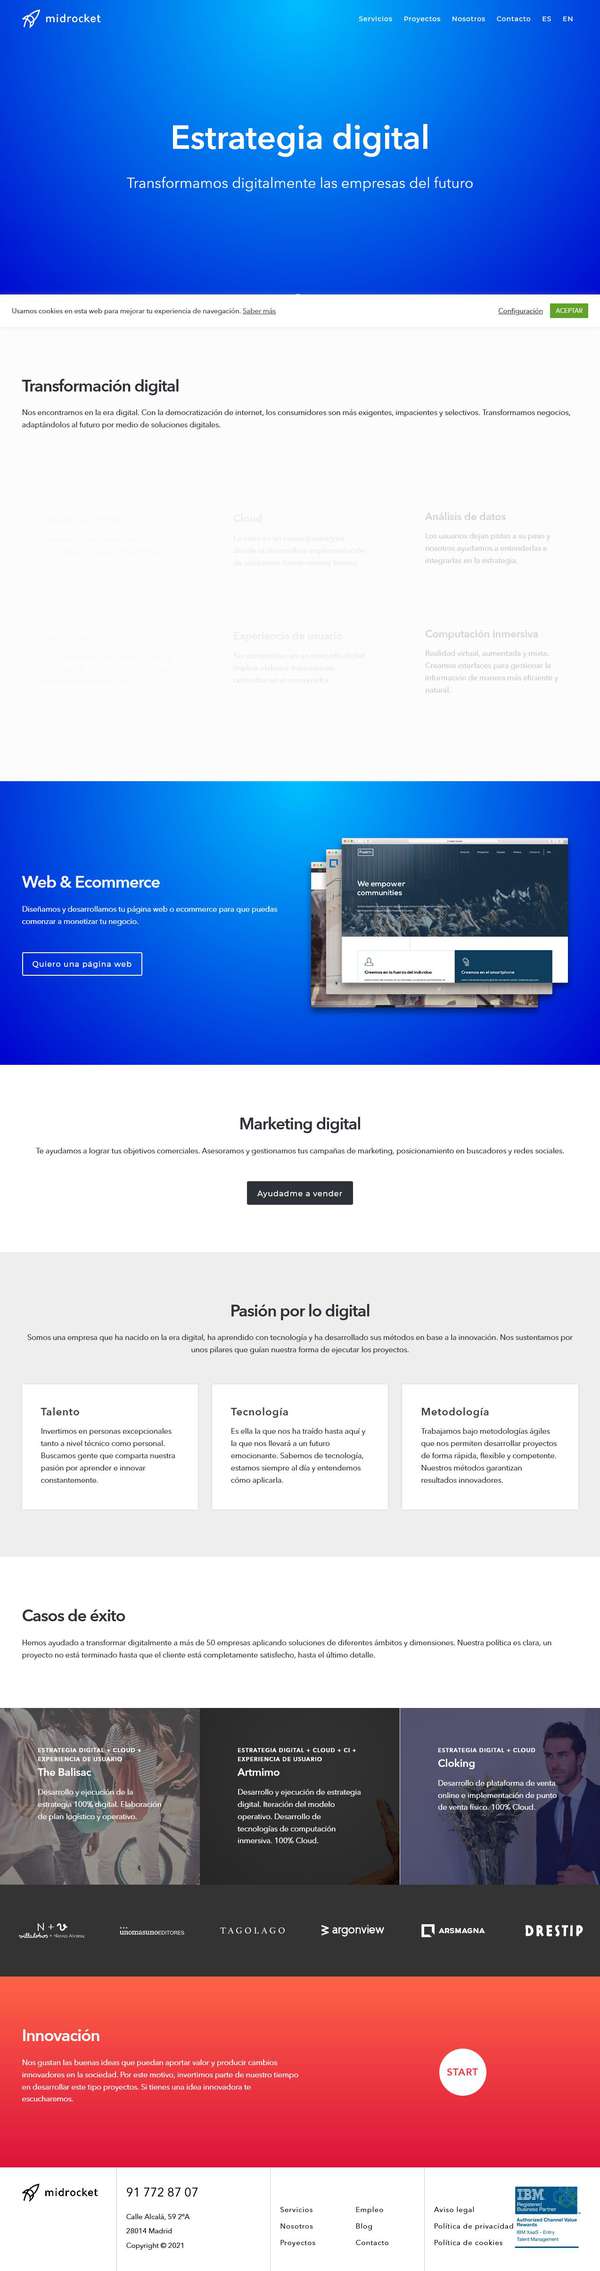 midrocket
Servicios Proyectos Nosotros Contacto ES EN
Estrategia digital
Transformamos digitalmente las empresas del futuro
Usamos cookies en esta web para mejorar tu experiencia de navegación. Saber más
Configuración ACEPTAR
Transformación digital
Nos encontramos en la era digital. Con la democratización de internet, los consumidores son más exigentes, impacientes y selectivos. Transformamos negocios,
adaptándolos al futuro por medio de soluciones digitales.
Cloud
Análisis de datos
Los usuarios dejan pistas a su paso y
nosotros ayudamos a entenderlas e
integrarlas en la estrategia.
Experiencia de usuario
Computación inmersiva
Realidad virtual, aumentada y mixta.
Creamos interfaces para gestionar la
información de manera más eficiente y
natural.
Web & Ecommerce
Diseñamos y desarrollamos tu página web o ecommerce para que puedas
comenzar a monetizar tu negocio.
Quiero una página web
We empower
communities
Creemos en la fuerza del individuo
Creemos en el smartphone
Marketing digital
Te ayudamos a lograr tus objetivos comerciales. Asesoramos y gestionamos tus campañas de marketing, posicionamiento en buscadores y redes sociales.
Ayudadme a vender
Pasión por lo digital
Somos una empresa que ha nacido en la era digital, ha aprendido con tecnología y ha desarrollado sus métodos en base a la innovación. Nos sustentamos por
unos pilares que guían nuestra forma de ejecutar los proyectos.
Talento
Invertimos en personas excepcionales
tanto a nivel técnico como personal.
Buscamos gente que comparta nuestra
pasión por aprender e innovar
constantemente.
Tecnología
Es ella la que nos ha traído hasta aquí y
la que nos llevará a un futuro
emocionante. Sabemos de tecnología,
estamos siempre al día y entendemos
cómo aplicarla.
Metodología
Trabajamos bajo metodologías ágiles
que nos permiten desarrollar proyectos
de forma rápida, flexible y competente.
Nuestros métodos garantizan
resultados innovadores.
Casos de éxito
Hemos ayudado a transformar digitalmente a más de 50 empresas aplicando soluciones de diferentes ámbitos y dimensiones. Nuestra política es clara, un
proyecto no está terminado hasta que el cliente está completamente satisfecho, hasta el último detalle.
ESTRATEGIA DIGITAL + CLOUD +
EXPERIENCIA DE USUARIO
The Balisac
Desarrollo y ejecución de la
estrategia 100% digital. Elaboración
de plan logístico y operativo.
ESTRATEGIA DIGITAL + CLOUD + CI +
EXPERIENCIA DE USUARIO
Artmimo
Desarrollo y ejecución de estrategia
digital. Iteración del modelo
operativo. Desarrollo de
tecnologías de computación
inmersiva. 100% Cloud.
ESTRATEGIA DIGITAL + CLOUD
Cloking
Desarrollo de plataforma de venta
online e implementación de punto
de venta físico. 100% Cloud.
N + V
unomasunoEDITORES
TAGOLAGO
argonview
ARSMAGNA
DRESTIP
Innovación
Nos gustan las buenas ideas que puedan aportar valor y producir cambios
innovadores en la sociedad. Por este motivo, invertimos parte de nuestro tiempo
en desarrollar este tipo proyectos. Si tienes una idea innovadora te
escucharemos.
START
midrocket
91 772 87 07
Calle Alcalá, 59 2ºA
28014 Madrid
Copyright © 2021
Servicios
Nosotros
Proyectos
Empleo
Blog
Contacto
Aviso legal
Política de privacidad
Política de cookies
IBM
Registered
Business Partner
Authorized Channel Value
Rewards
IBM XaaS - Entry
Talent Management